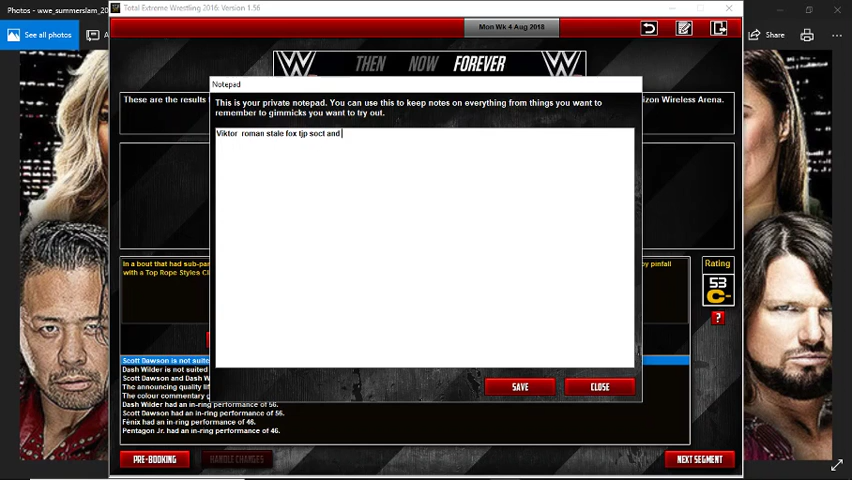 Photos - wwe_summerslam_
See all photos
A
Share
Total Extreme Wrestling 2016: Version 1.56
Mon Wk 4 Aug 2018
THEN NOW FOREVER
These are the results
izon Wireless Arena.
Notepad
This is your private notepad. You can use this to keep notes on everything from things you want to
remember to gimmicks you want to try out.
Viktor roman stale fox tjp soct and
In a bout that had sub-par
with a Top Rope Styles Cl
by pinfall
Rating
53
C-
?
Scott Dawson is not suite
Dash Wilder is not suited
Scott Dawson and Dash W
The announcing quality lif
The colour commentary g
Dash Wilder had an in-ring performance of 56.
Scott Dawson had an in-ring performance of 56.
Fénix had an in-ring performance of 46.
Pentagon Jr. had an in-ring performance of 46.
SAVE
CLOSE
PRE-BOOKING
HANDLE CHANGES
NEXT SEGMENT